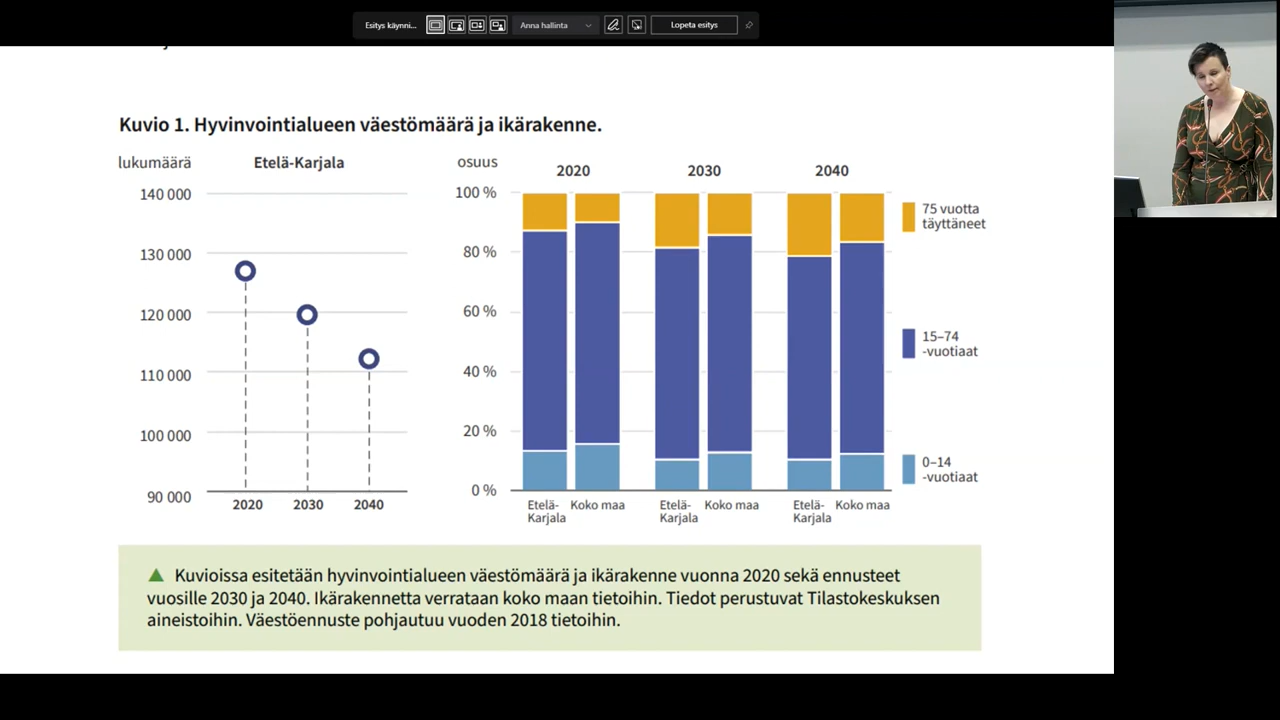 Esitys käynni...
Anna hallinta
Lopeta esitys
Kuvio 1. Hyvinvointialueen väestömäärä ja ikärakenne.
lukumäärä
Etelä-Karjala
140 000
130 000
120 000
110 000
100 000
90 000
2020
2030
2040
osuus
2020
2030
2040
100 %
80 %
60 %
40 %
20 %
0 %
Etelä-
Karjala
Koko maa
Etelä-
Karjala
Koko maa
Etelä-
Karjala
Koko maa
75 vuotta
täyttäneet
15–74
-vuotiaat
0–14
-vuotiaat
Kuvioissa esitetään hyvinvointialueen väestömäärä ja ikärakenne vuonna 2020 sekä ennusteet
vuosille 2030 ja 2040. Ikärakennetta verrataan koko maan tietoihin. Tiedot perustuvat Tilastokeskuksen
aineistoihin. Väestöennuste pohjautuu vuoden 2018 tietoihin.